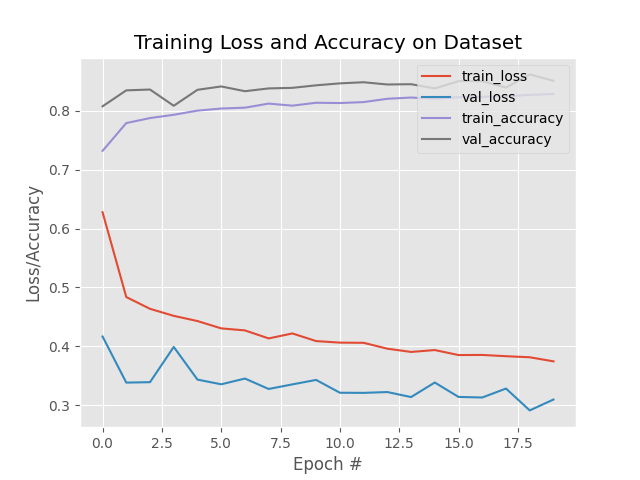 Training Loss and Accuracy on Dataset
train_loss
val_loss
train_accuracy
val_accuracy
0.8
0.7
0.6
0.5
0.4
0.3
Loss/Accuracy
0.0 2.5 5.0 7.5 10.0 12.5 15.0 17.5
Epoch #